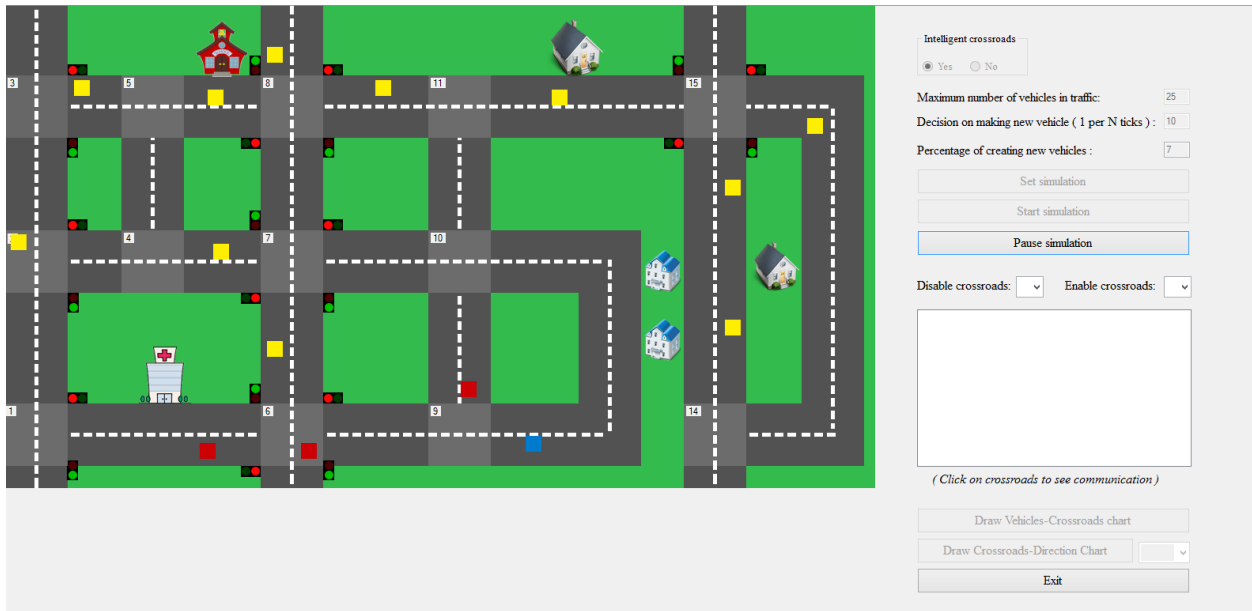 Intelligent crossroads
Yes No
Maximum number of vehicles in traffic: 25
Decision on making new vehicle ( 1 per N ticks ) : 10
Percentage of creating new vehicles : 7
Set simulation
Start simulation
Pause simulation
Disable crossroads: Enable crossroads:
( Click on crossroads to see communication )
Draw Vehicles-Crossroads chart
Draw Crossroads-Direction Chart
Exit
3 5 8 11 15
4 7 10
1 6 9 14